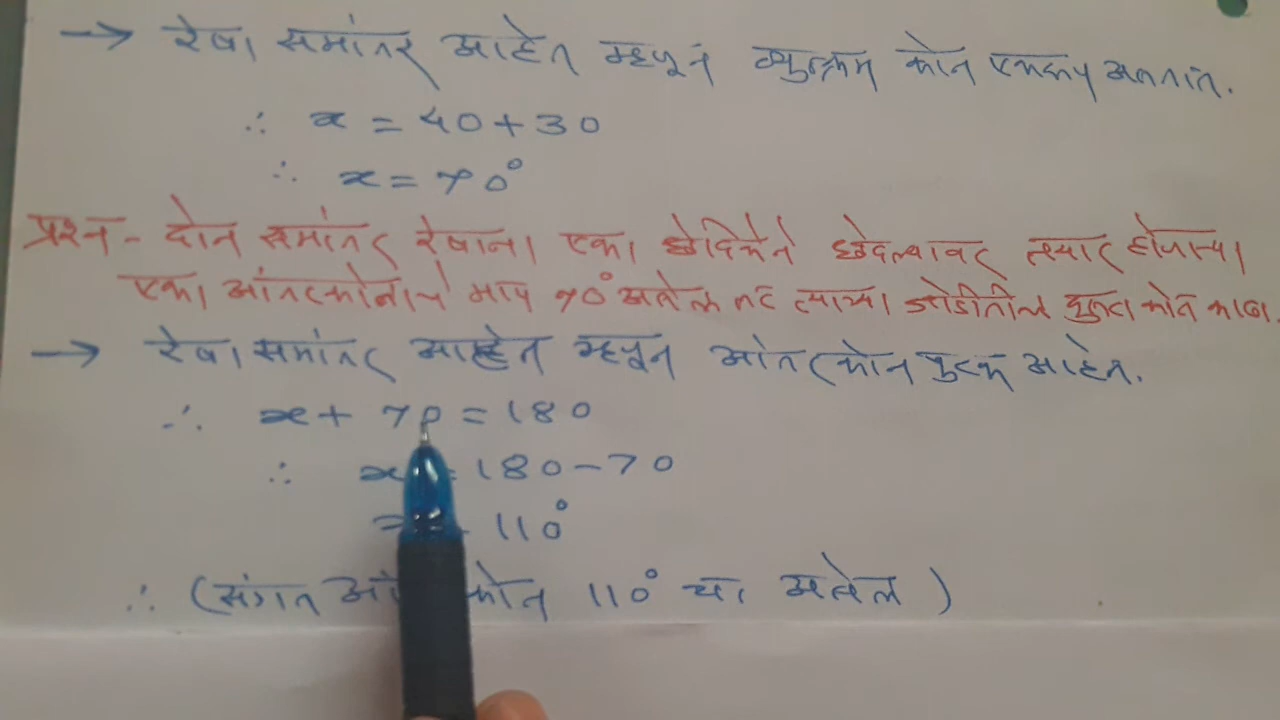 → रेषा समांतर आहेत म्हणून व्युत्क्रम कोन एकरूप असतात.
∴ x = 40 + 30
∴ x = 70°
प्रश्न - दोन समांतर रेषांना एका छेदिकेने छेदल्यावर तयार होणाऱ्या
एका आंतरकोनाचे माप 70° असेल तर त्याच्या जोडीतील दुसरा कोन काढा.
→ रेषा समांतर आहेत म्हणून आंतरकोन पुरक आहेत.
∴ x + 70 = 180
∴ x = 180 - 70
= 110°
∴ (संगत कोन 110° चा असेल)